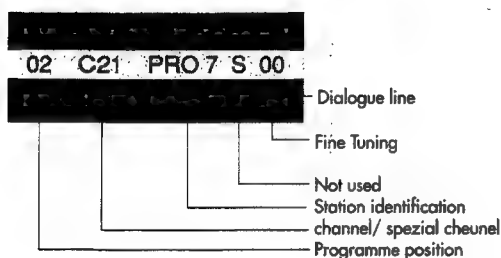 02 C21 PRO 7 S 00
Dialogue line
Fine Tuning
Not used
Station identification
channel/ spezial cheunel
Programme position